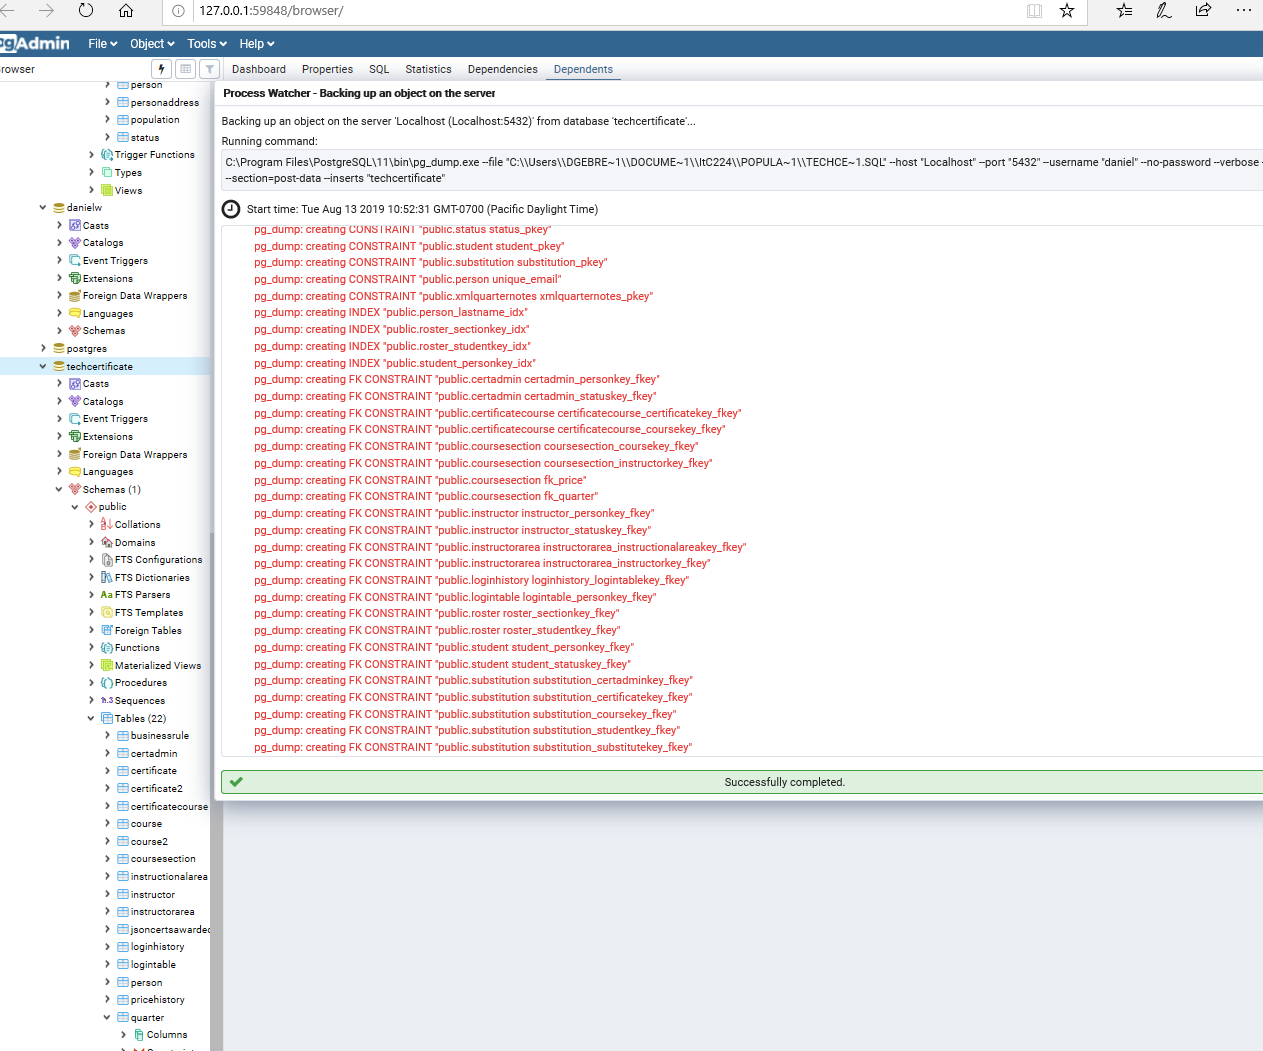 127.0.0.1:59848/browser/
pgAdmin File Object Tools Help
rowser Dashboard Properties SQL Statistics Dependencies Dependents
person
personaddress
population
status
Trigger Functions
Types
Views
danielw
Casts
Catalogs
Event Triggers
Extensions
Foreign Data Wrappers
Languages
Schemas
postgres
techcertificate
Casts
Catalogs
Event Triggers
Extensions
Foreign Data Wrappers
Languages
Schemas (1)
public
Collations
Domains
FTS Configurations
FTS Dictionaries
Aa FTS Parsers
FTS Templates
Foreign Tables
Functions
Materialized Views
Procedures
1..3 Sequences
Tables (22)
businessrule
certadmin
certificate
certificate2
certificatecourse
course
course2
coursesection
instructionalarea
instructor
instructorarea
jsoncertsawarded
loginhistory
logintable
person
pricehistory
quarter
Columns
Process Watcher - Backing up an object on the server
Backing up an object on the server 'Localhost (Localhost:5432)' from database 'techcertificate'...
Running command:
C:\Program Files\PostgreSQL\11\bin\pg_dump.exe --file "C:\\Users\\DGEBRE~1\\DOCUME~1\\ItC224\\POPULA~1\\TECHCE~1.SQL" --host "Localhost" --port "5432" --username "daniel" --no-password --verbose -
--section=post-data --inserts "techcertificate"
Start time: Tue Aug 13 2019 10:52:31 GMT-0700 (Pacific Daylight Time)
pg_dump: creating CONSTRAINT "public.status status_pkey"
pg_dump: creating CONSTRAINT "public.student student_pkey"
pg_dump: creating CONSTRAINT "public.substitution substitution_pkey"
pg_dump: creating CONSTRAINT "public.person unique_email"
pg_dump: creating CONSTRAINT "public.xmlquarternotes xmlquarternotes_pkey"
pg_dump: creating INDEX "public.person_lastname_idx"
pg_dump: creating INDEX "public.roster_sectionkey_idx"
pg_dump: creating INDEX "public.roster_studentkey_idx"
pg_dump: creating INDEX "public.student_personkey_idx"
pg_dump: creating FK CONSTRAINT "public.certadmin certadmin_personkey_fkey"
pg_dump: creating FK CONSTRAINT "public.certadmin certadmin_statuskey_fkey"
pg_dump: creating FK CONSTRAINT "public.certificatecourse certificatecourse_certificatekey_fkey"
pg_dump: creating FK CONSTRAINT "public.certificatecourse certificatecourse_coursekey_fkey"
pg_dump: creating FK CONSTRAINT "public.coursesection coursesection_coursekey_fkey"
pg_dump: creating FK CONSTRAINT "public.coursesection coursesection_instructorkey_fkey"
pg_dump: creating FK CONSTRAINT "public.coursesection fk_price"
pg_dump: creating FK CONSTRAINT "public.coursesection fk_quarter"
pg_dump: creating FK CONSTRAINT "public.instructor instructor_personkey_fkey"
pg_dump: creating FK CONSTRAINT "public.instructor instructor_statuskey_fkey"
pg_dump: creating FK CONSTRAINT "public.instructorarea instructorarea_instructionalareakey_fkey"
pg_dump: creating FK CONSTRAINT "public.instructorarea instructorarea_instructorkey_fkey"
pg_dump: creating FK CONSTRAINT "public.loginhistory loginhistory_logintablekey_fkey"
pg_dump: creating FK CONSTRAINT "public.logintable logintable_personkey_fkey"
pg_dump: creating FK CONSTRAINT "public.roster roster_sectionkey_fkey"
pg_dump: creating FK CONSTRAINT "public.roster roster_studentkey_fkey"
pg_dump: creating FK CONSTRAINT "public.student student_personkey_fkey"
pg_dump: creating FK CONSTRAINT "public.student student_statuskey_fkey"
pg_dump: creating FK CONSTRAINT "public.substitution substitution_certadminkey_fkey"
pg_dump: creating FK CONSTRAINT "public.substitution substitution_certificatekey_fkey"
pg_dump: creating FK CONSTRAINT "public.substitution substitution_coursekey_fkey"
pg_dump: creating FK CONSTRAINT "public.substitution substitution_studentkey_fkey"
pg_dump: creating FK CONSTRAINT "public.substitution substitution_substitutekey_fkey"
Successfully completed.